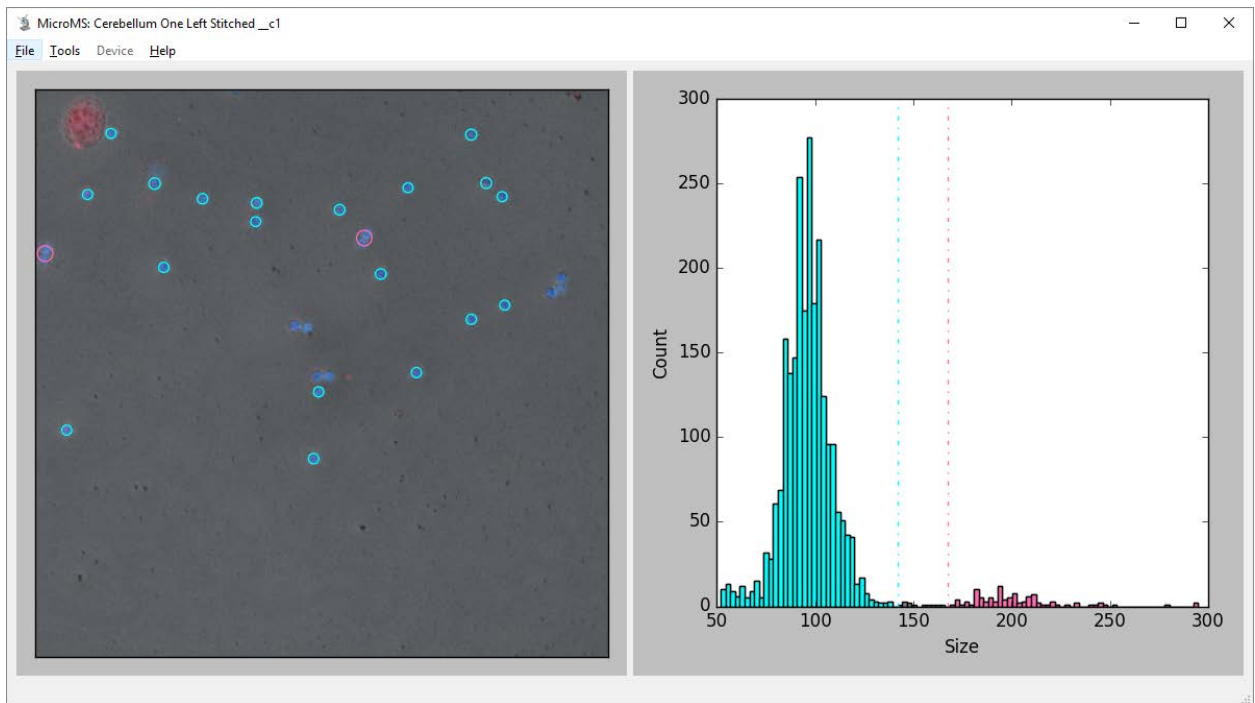 MicroMS: Cerebellum One Left Stitched __c1
File Tools Device Help
300
250
200
150
100
50
0
Count
50 100 150 200 250 300
Size